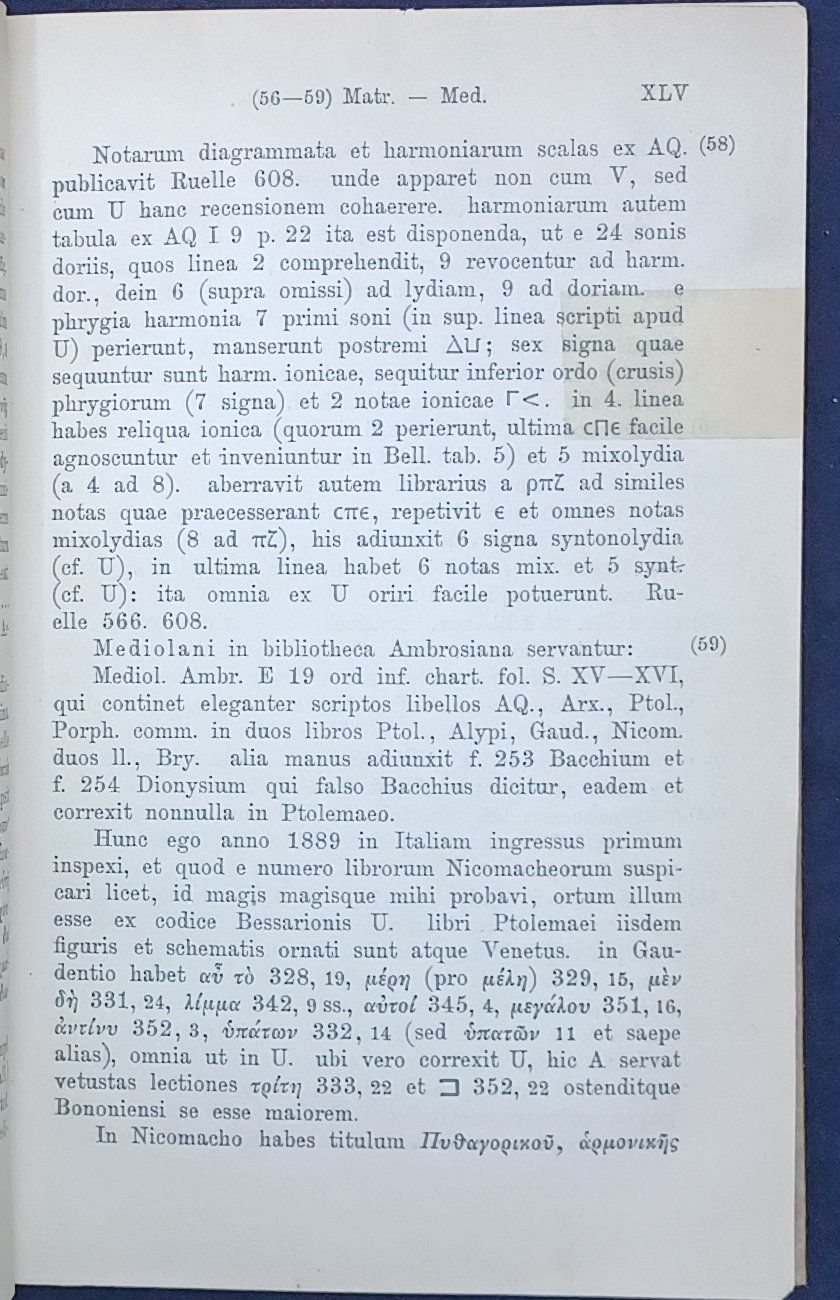 (56—59) Matr. — Med. XLV
Notarum diagrammata et harmoniarum scalas ex AQ. (58)
publicavit Ruelle 608. unde apparet non cum V, sed
cum U hanc recensionem cohaerere. harmoniarum autem
tabula ex AQ I 9 p. 22 ita est disponenda, ut e 24 sonis
doriis, quos linea 2 comprehendit, 9 revocentur ad harm.
dor., dein 6 (supra omissi) ad lydiam, 9 ad doriam. e
phrygia harmonia 7 primi soni (in sup. linea scripti apud
U) perierunt, manserunt postremi ; sex signa quae
sequuntur sunt harm. ionicae, sequitur inferior ordo (crusis)
phrygiorum (7 signa) et 2 notae ionicae Γ<. in 4. linea
habes reliqua ionica (quorum 2 perierunt, ultima ϲΠϵ facile
agnoscuntur et inveniuntur in Bell. tab. 5) et 5 mixolydia
(a 4 ad 8). aberravit autem librarius a ρπζ ad similes
notas quae praecesserant ϲπϵ, repetivit ϵ et omnes notas
mixolydias (8 ad πζ), his adiunxit 6 signa syntonolydia
(cf. U), in ultima linea habet 6 notas mix. et 5 synt.
(cf. U): ita omnia ex U oriri facile potuerunt. Ru-
elle 566. 608.
Mediolani in bibliotheca Ambrosiana servantur: (59)
Mediol. Ambr. E 19 ord inf. chart. fol. S. XV—XVI,
qui continet eleganter scriptos libellos AQ., Arx., Ptol.,
Porph. comm. in duos libros Ptol., Alypi, Gaud., Nicom.
duos ll., Bry. alia manus adiunxit f. 253 Bacchium et
f. 254 Dionysium qui falso Bacchius dicitur, eadem et
correxit nonnulla in Ptolemaeo.
Hunc ego anno 1889 in Italiam ingressus primum
inspexi, et quod e numero librorum Nicomacheorum suspi-
cari licet, id magis magisque mihi probavi, ortum illum
esse ex codice Bessarionis U. libri Ptolemaei iisdem
figuris et schematis ornati sunt atque Venetus. in Gau-
dentio habet αὖ τὸ 328, 19, μέρη (pro μέλη) 329, 15, μὲν
δὴ 331, 24, λίμμα 342, 9 ss., αὐτοί 345, 4, μεγάλου 351, 16,
ἀντίνυ 352, 3, ὑπάτων 332, 14 (sed ὑπατῶν 11 et saepe
alias), omnia ut in U. ubi vero correxit U, hic A servat
vetustas lectiones τρίτη 333, 22 et コ 352, 22 ostenditque
Bononiensi se esse maiorem.
In Nicomacho habes titulum Πυθαγορικοῦ, ἁρμονικῆς